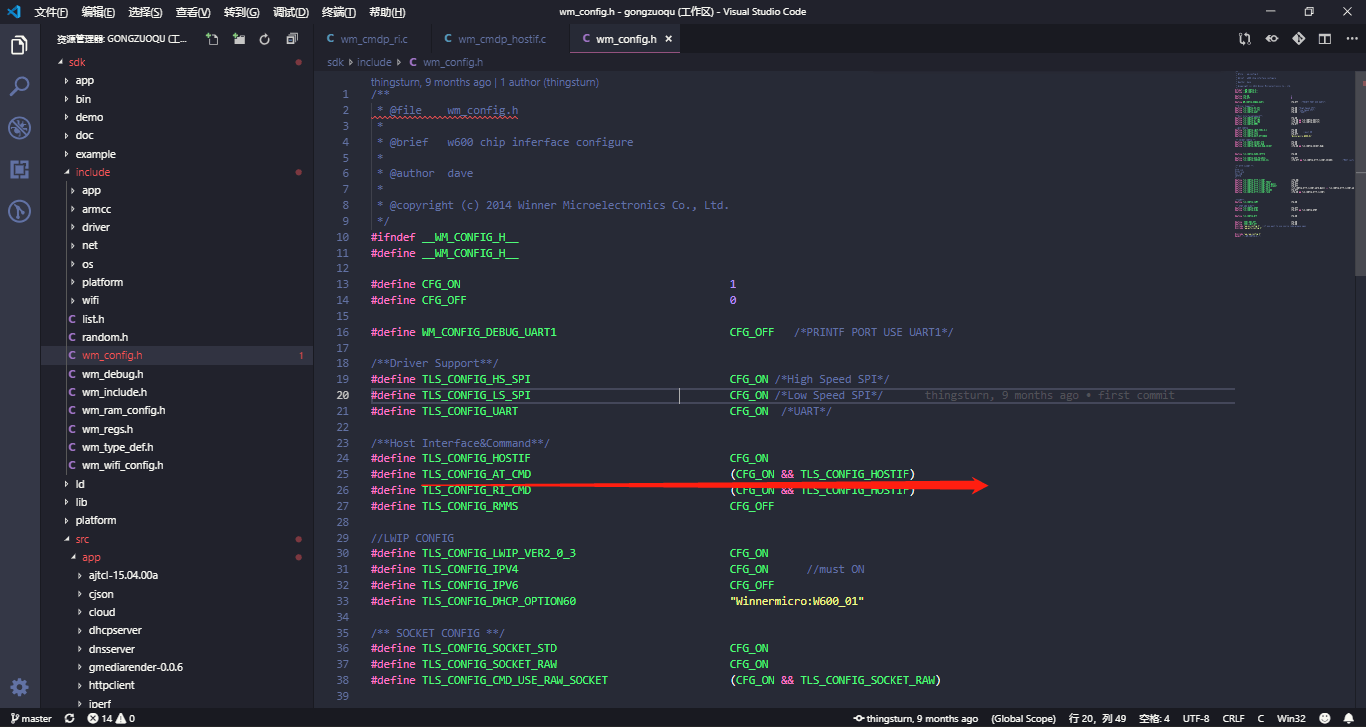 文件(F) 编辑(E) 选择(S) 查看(V) 转到(G) 调试(D) 终端(T) 帮助(H)
wm_config.h - gongzuoqu (工作区) - Visual Studio Code
资源管理器: GONGZUOQU (工...
sdk
app
bin
demo
doc
example
include
app
armcc
driver
net
os
platform
wifi
C list.h
C random.h
C wm_config.h 1
C wm_debug.h
C wm_include.h
C wm_ram_config.h
C wm_regs.h
C wm_type_def.h
C wm_wifi_config.h
ld
lib
platform
src
app
ajtcl-15.04.00a
cjson
cloud
dhcpserver
dnsserver
gmediarender-0.0.6
httpclient
iperf
C wm_cmdp_ri.c C wm_cmdp_hostif.c C wm_config.h ×
sdk › include › C wm_config.h
thingsturn, 9 months ago | 1 author (thingsturn)
1 /**
2 * @file wm_config.h
3 *
4 * @brief w600 chip inferface configure
5 *
6 * @author dave
7 *
8 * @copyright (c) 2014 Winner Microelectronics Co., Ltd.
9 */
10 #ifndef __WM_CONFIG_H__
11 #define __WM_CONFIG_H__
12
13 #define CFG_ON 1
14 #define CFG_OFF 0
15
16 #define WM_CONFIG_DEBUG_UART1 CFG_OFF /*PRINTF PORT USE UART1*/
17
18 /**Driver Support**/
19 #define TLS_CONFIG_HS_SPI CFG_ON /*High Speed SPI*/
20 #define TLS_CONFIG_LS_SPI CFG_ON /*Low Speed SPI*/ thingsturn, 9 months ago • first commit
21 #define TLS_CONFIG_UART CFG_ON /*UART*/
22
23 /**Host Interface&Command**/
24 #define TLS_CONFIG_HOSTIF CFG_ON
25 #define TLS_CONFIG_AT_CMD (CFG_ON && TLS_CONFIG_HOSTIF)
26 #define TLS_CONFIG_RI_CMD (CFG_ON && TLS_CONFIG_HOSTIF)
27 #define TLS_CONFIG_RMMS CFG_OFF
28
29 //LWIP CONFIG
30 #define TLS_CONFIG_LWIP_VER2_0_3 CFG_ON
31 #define TLS_CONFIG_IPV4 CFG_ON //must ON
32 #define TLS_CONFIG_IPV6 CFG_OFF
33 #define TLS_CONFIG_DHCP_OPTION60 "Winnermicro:W600_01"
34
35 /** SOCKET CONFIG **/
36 #define TLS_CONFIG_SOCKET_STD CFG_ON
37 #define TLS_CONFIG_SOCKET_RAW CFG_ON
38 #define TLS_CONFIG_CMD_USE_RAW_SOCKET (CFG_ON && TLS_CONFIG_SOCKET_RAW)
39
master 14 0 thingsturn, 9 months ago (Global Scope) 行 20, 列 49 空格: 4 UTF-8 CRLF C Win32